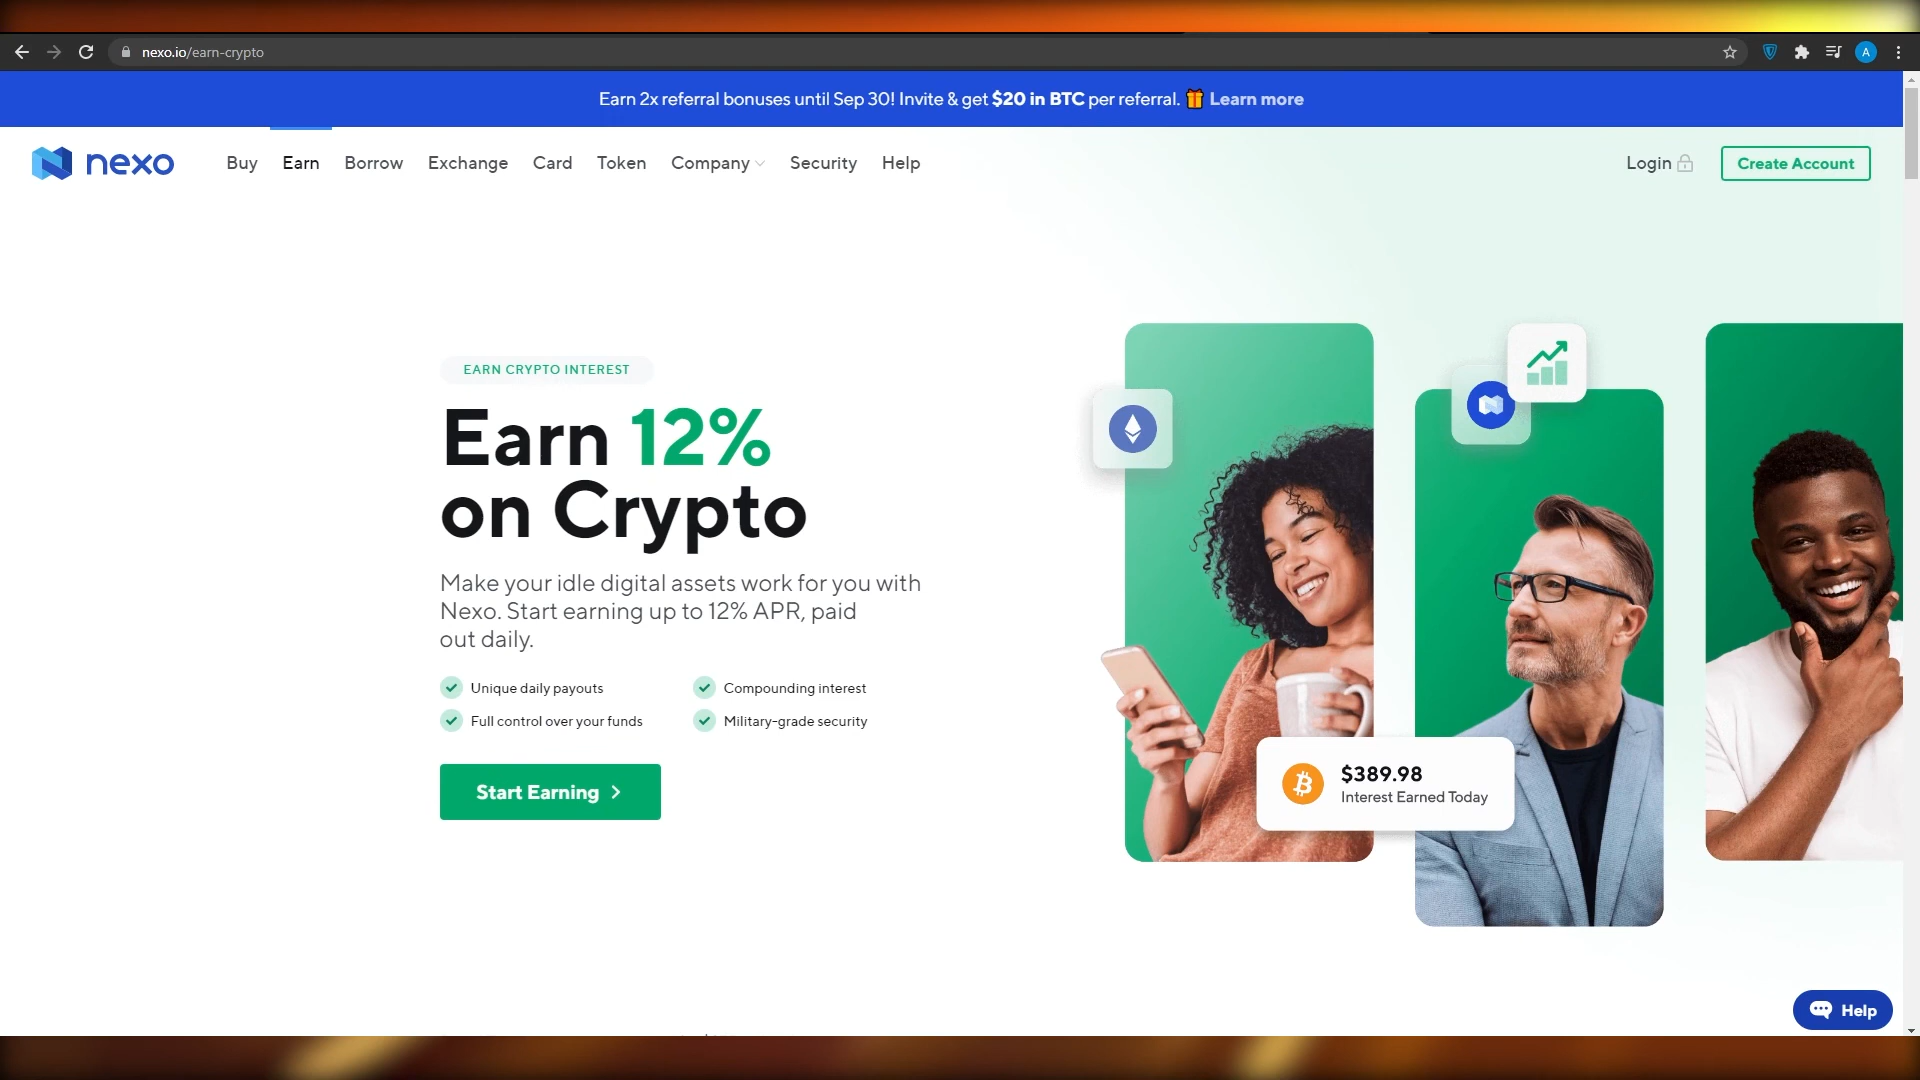 nexo.io/earn-crypto
A
Earn 2x referral bonuses until Sep 30! Invite & get $20 in BTC per referral. 🎁 Learn more
nexo
Buy Earn Borrow Exchange Card Token Company Security Help Login Create Account
EARN CRYPTO INTEREST
Earn 12%
on Crypto
Make your idle digital assets work for you with
Nexo. Start earning up to 12% APR, paid
out daily.
Unique daily payouts
Compounding interest
Full control over your funds
Military-grade security
Start Earning
$389.98
Interest Earned Today
Help